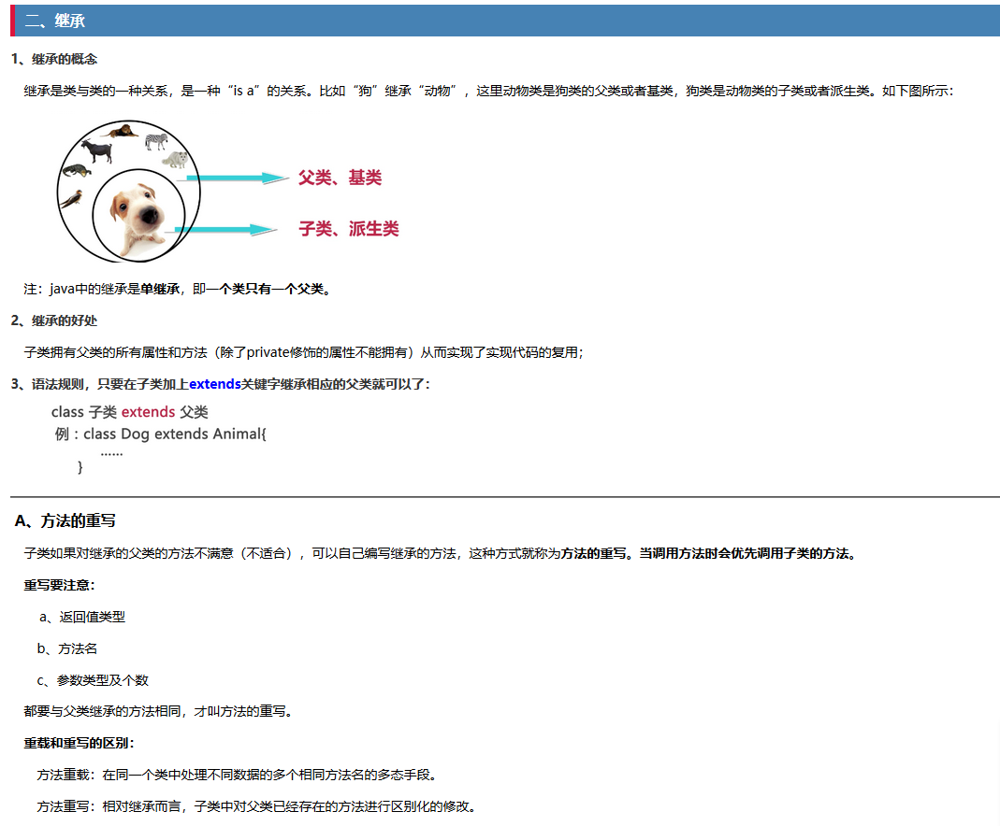 二、继承
1、继承的概念
继承是类与类的一种关系，是一种“is a”的关系。比如“狗”继承“动物”，这里动物类是狗类的父类或者基类，狗类是动物类的子类或者派生类。如下图所示：
父类、基类
子类、派生类
注：java中的继承是单继承，即一个类只有一个父类。
2、继承的好处
子类拥有父类的所有属性和方法（除了private修饰的属性不能拥有）从而实现了实现代码的复用；
3、语法规则，只要在子类加上extends关键字继承相应的父类就可以了：
class 子类 extends 父类
例：class Dog extends Animal{
......
}
A、方法的重写
子类如果对继承的父类的方法不满意（不适合），可以自己编写继承的方法，这种方式就称为方法的重写。当调用方法时会优先调用子类的方法。
重写要注意：
a、返回值类型
b、方法名
c、参数类型及个数
都要与父类继承的方法相同，才叫方法的重写。
重载和重写的区别：
方法重载：在同一个类中处理不同数据的多个相同方法名的多态手段。
方法重写：相对继承而言，子类中对父类已经存在的方法进行区别化的修改。